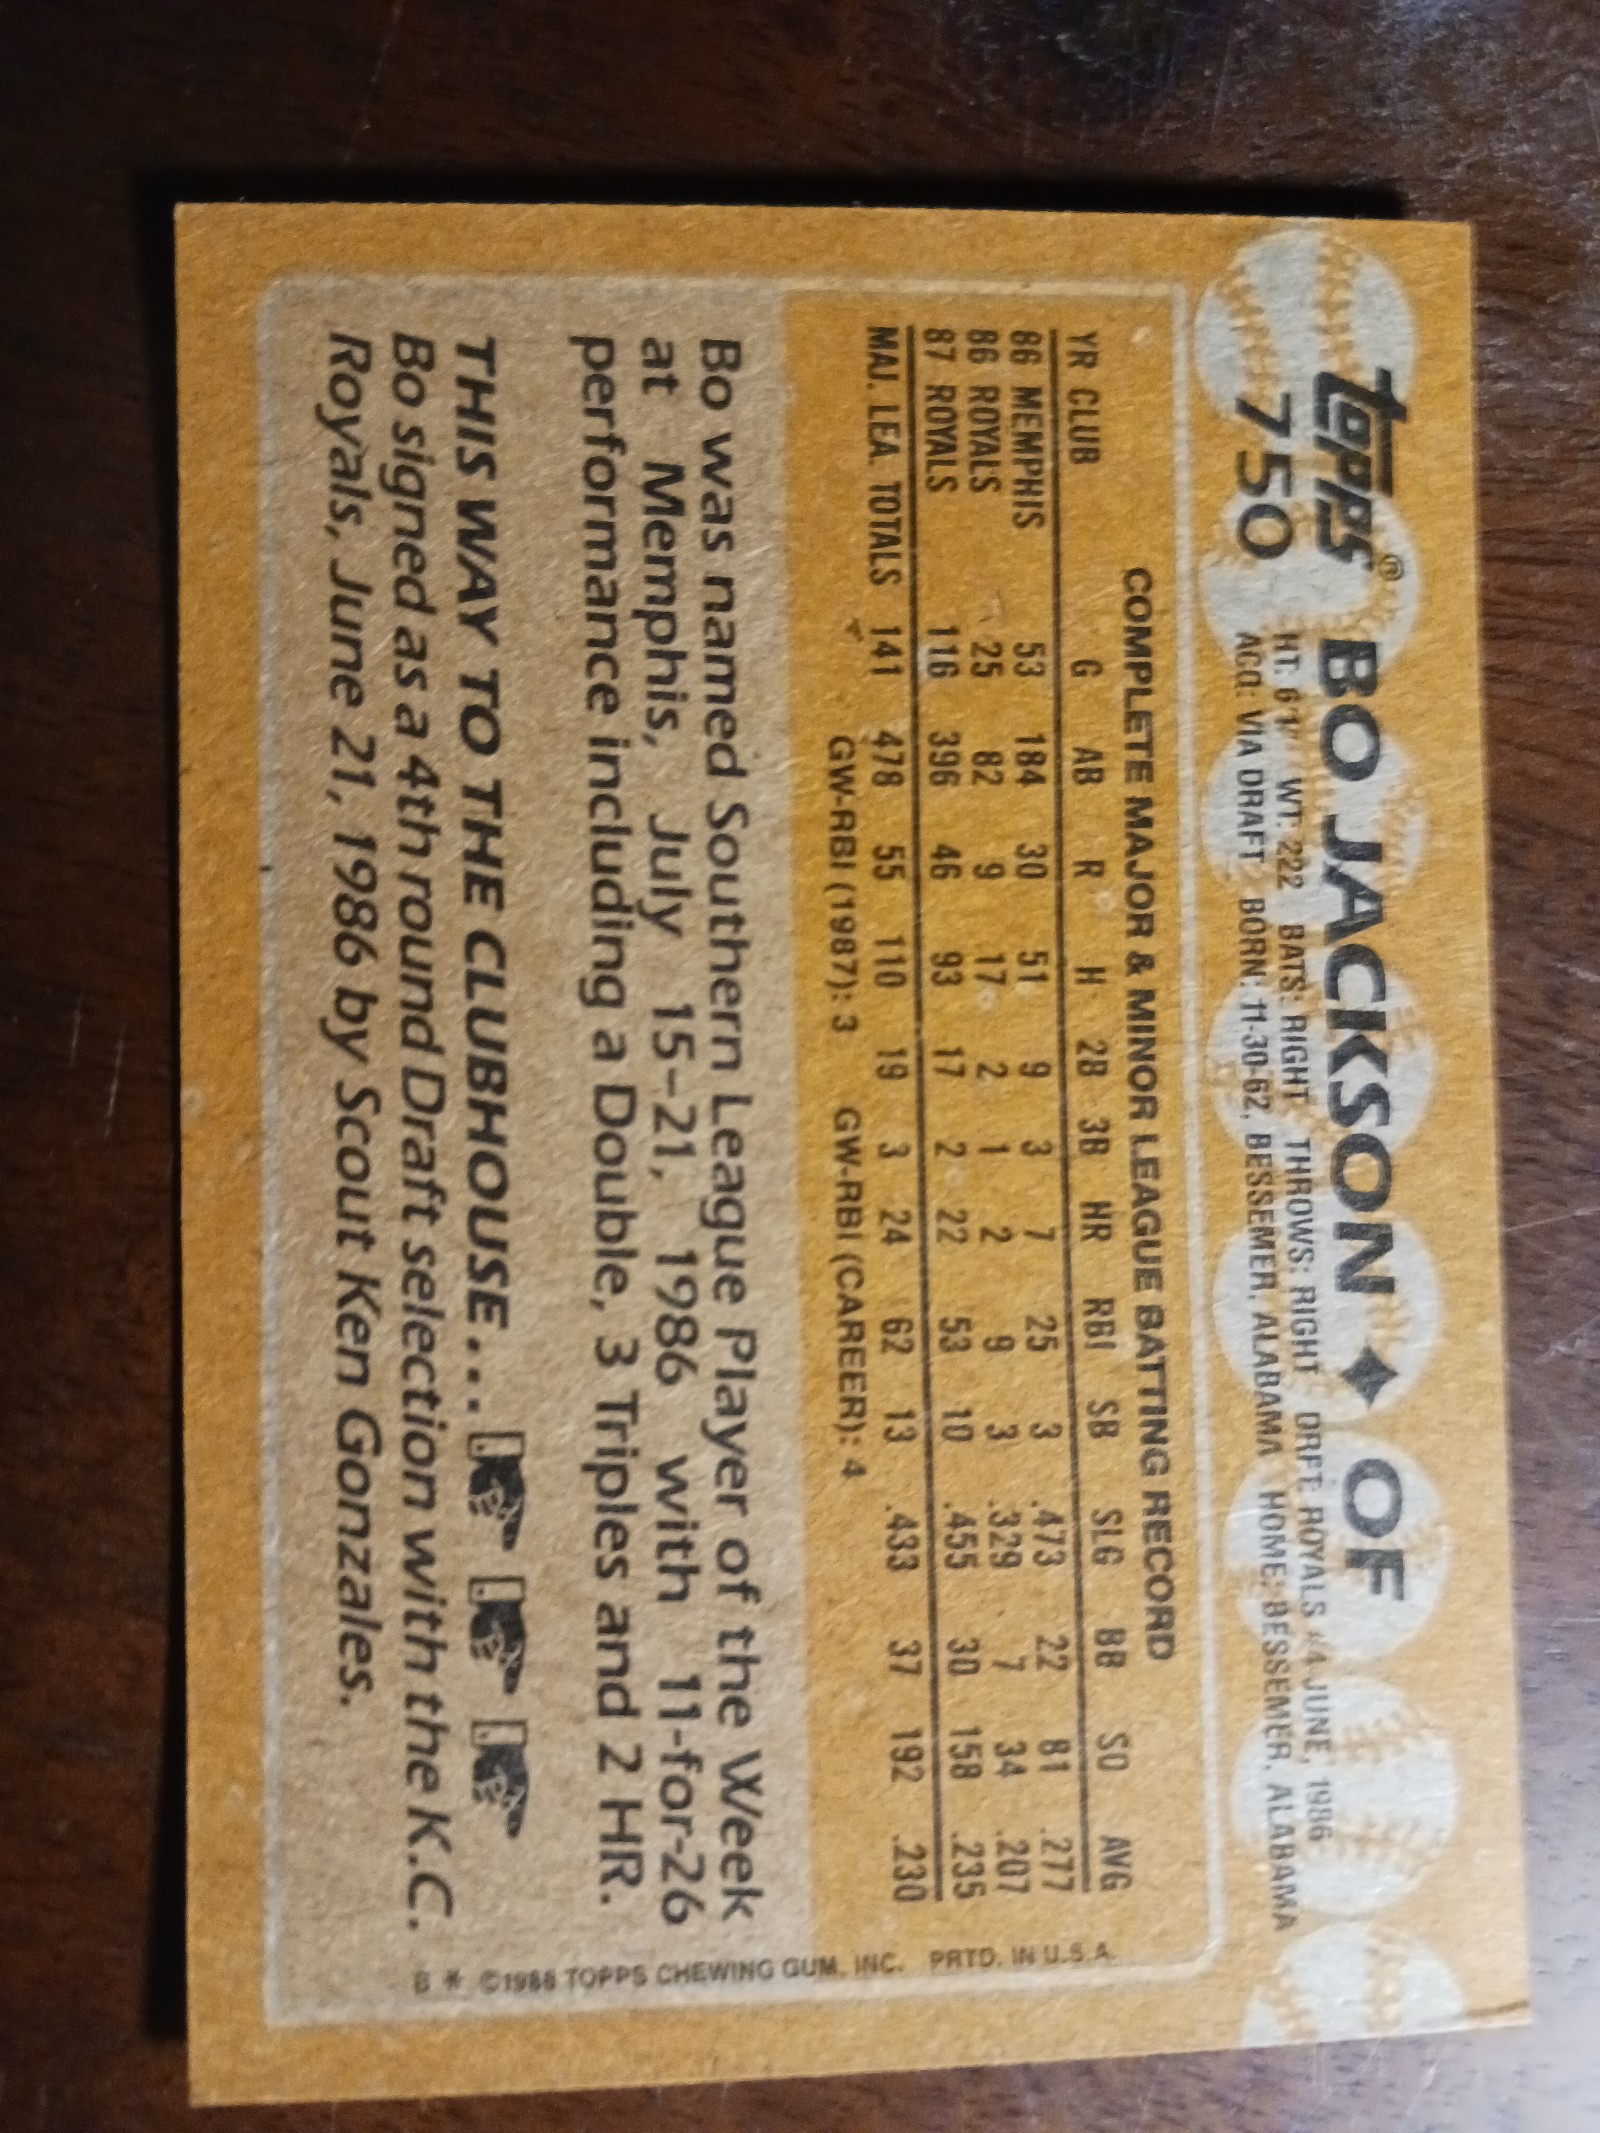 topps® BO JACKSON ♦ OF
750
HT: 6'1" WT: 222 BATS: RIGHT THROWS: RIGHT DRFT: ROYALS #4-JUNE, 1986
ACQ: VIA DRAFT BORN: 11-30-62, BESSEMER, ALABAMA HOME: BESSEMER, ALABAMA
COMPLETE MAJOR & MINOR LEAGUE BATTING RECORD
YR CLUB G AB R H 2B 3B HR RBI SB SLG BB SO AVG
86 MEMPHIS 53 184 30 51 9 3 7 25 3 .473 22 81 .277
86 ROYALS 25 82 9 17 2 1 2 9 3 .329 7 34 .207
87 ROYALS 116 396 46 93 17 2 22 53 10 .455 30 158 .235
MAJ. LEA. TOTALS 141 478 55 110 19 3 24 62 13 .433 37 192 .230
GW-RBI (1987): 3 GW-RBI (CAREER): 4
Bo was named Southern League Player of the Week
at Memphis, July 15-21, 1986 with 11-for-26
performance including a Double, 3 Triples and 2 HR.
THIS WAY TO THE CLUBHOUSE...
Bo signed as a 4th round Draft selection with the K.C.
Royals, June 21, 1986 by Scout Ken Gonzales.
B * ©1988 TOPPS CHEWING GUM, INC. PRTD. IN U.S.A.